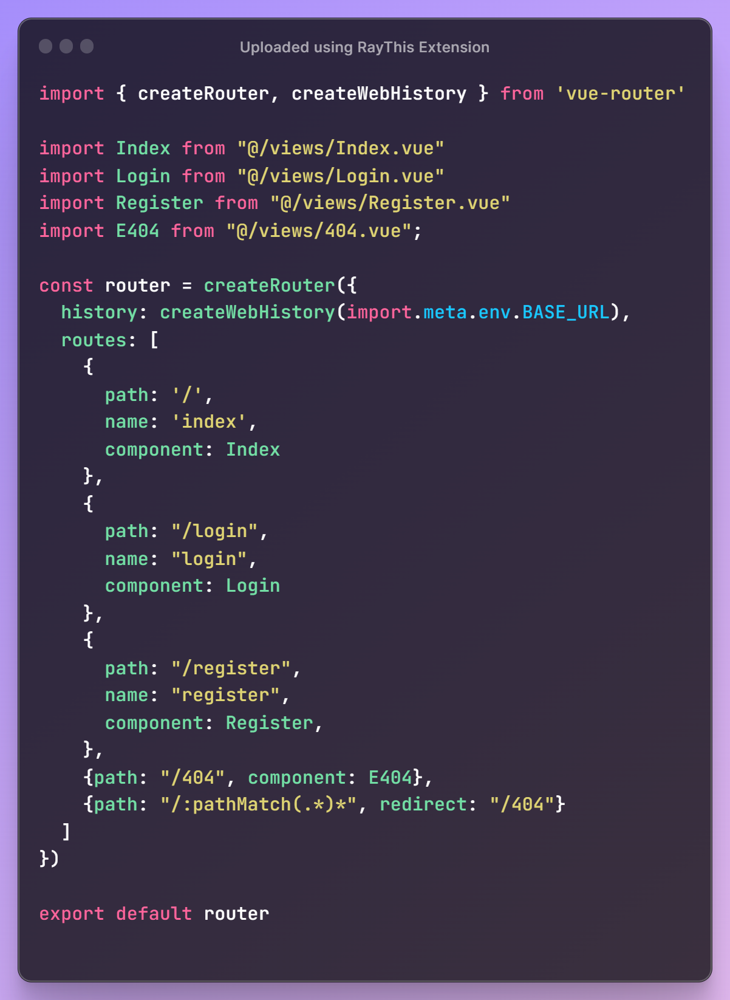 Uploaded using RayThis Extension
import { createRouter, createWebHistory } from 'vue-router'

import Index from "@/views/Index.vue"
import Login from "@/views/Login.vue"
import Register from "@/views/Register.vue"
import E404 from "@/views/404.vue";

const router = createRouter({
  history: createWebHistory(import.meta.env.BASE_URL),
  routes: [
    {
      path: '/',
      name: 'index',
      component: Index
    },
    {
      path: "/login",
      name: "login",
      component: Login
    },
    {
      path: "/register",
      name: "register",
      component: Register,
    },
    {path: "/404", component: E404},
    {path: "/:pathMatch(.*)*", redirect: "/404"}
  ]
})

export default router